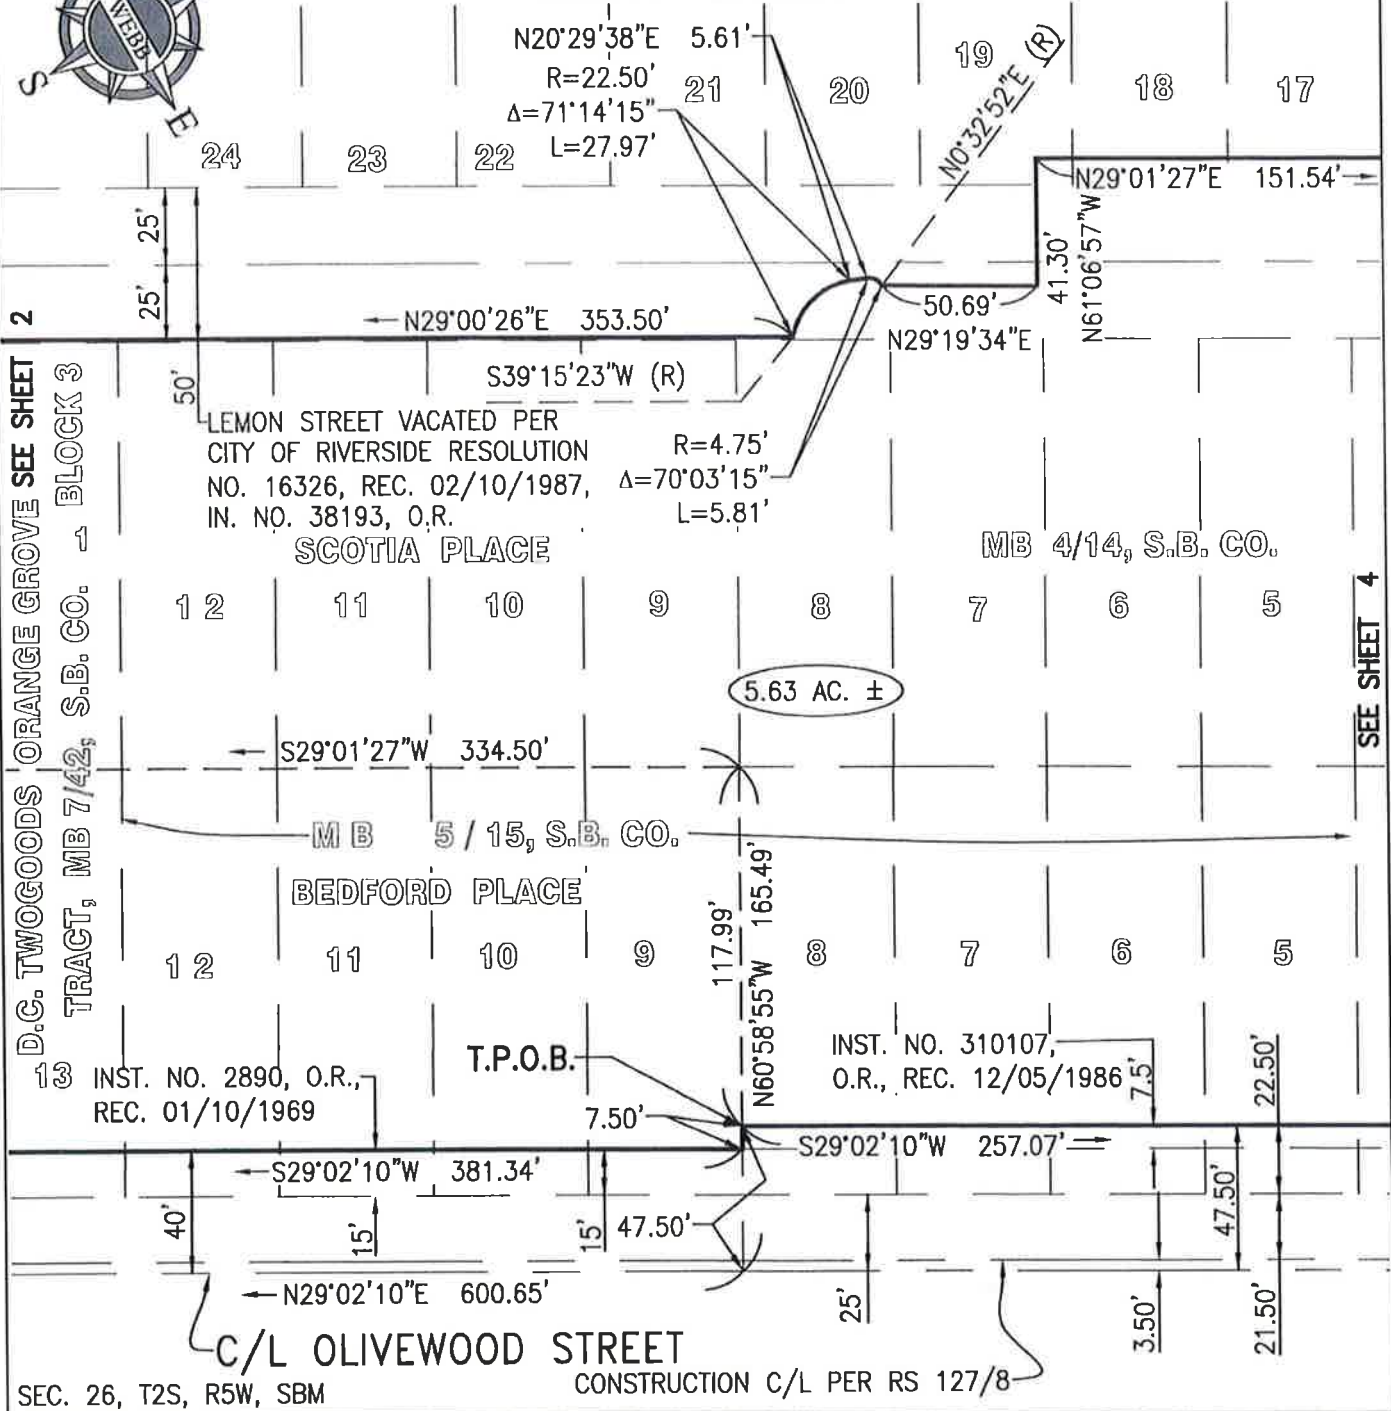 WEBB
S
E
N20°29'38"E 5.61'
R=22.50'
Δ=71°14'15"
L=27.97'
24
23
22
21
20
19
18
17
N0°32'52"E (R)
N29°01'27"E 151.54'
41.30'
N61°06'57"W
50.69'
N29°19'34"E
25'
25'
50'
N29°00'26"E 353.50'
S39°15'23"W (R)
LEMON STREET VACATED PER
CITY OF RIVERSIDE RESOLUTION
NO. 16326, REC. 02/10/1987,
IN. NO. 38193, O.R.
R=4.75'
Δ=70°03'15"
L=5.81'
SEE SHEET 2
D.C. TWOGOODS ORANGE GROVE
TRACT, MB 7/42, S.B. CO. 1 BLOCK 3
SCOTIA PLACE
MB 4/14, S.B. CO.
12
11
10
9
8
7
6
5
SEE SHEET 4
5.63 AC. ±
S29°01'27"W 334.50'
MB 5/15, S.B. CO.
BEDFORD PLACE
117.99'
N60°58'55"W 165.49'
12
11
10
9
8
7
6
5
13
INST. NO. 2890, O.R.,
REC. 01/10/1969
T.P.O.B.
7.50'
INST. NO. 310107,
O.R., REC. 12/05/1986
7.5'
22.50'
S29°02'10"W 257.07'
S29°02'10"W 381.34'
40'
15'
15'
47.50'
25'
47.50'
3.50'
21.50'
N29°02'10"E 600.65'
C/L OLIVEWOOD STREET
CONSTRUCTION C/L PER RS 127/8
SEC. 26, T2S, R5W, SBM